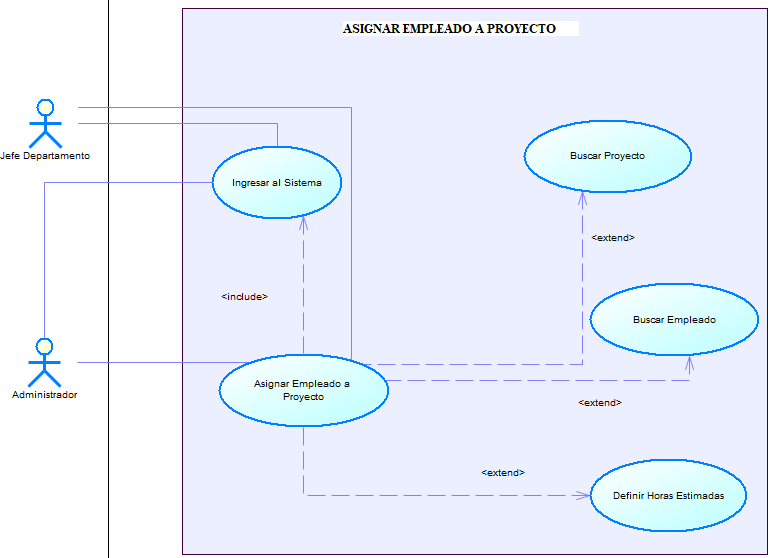 ASIGNAR EMPLEADO A PROYECTO
Jefe Departamento
Buscar Proyecto
Ingresar al Sistema
<extend>
<include>
Buscar Empleado
Administrador
Asignar Empleado a
Proyecto
<extend>
<extend>
Definir Horas Estimadas